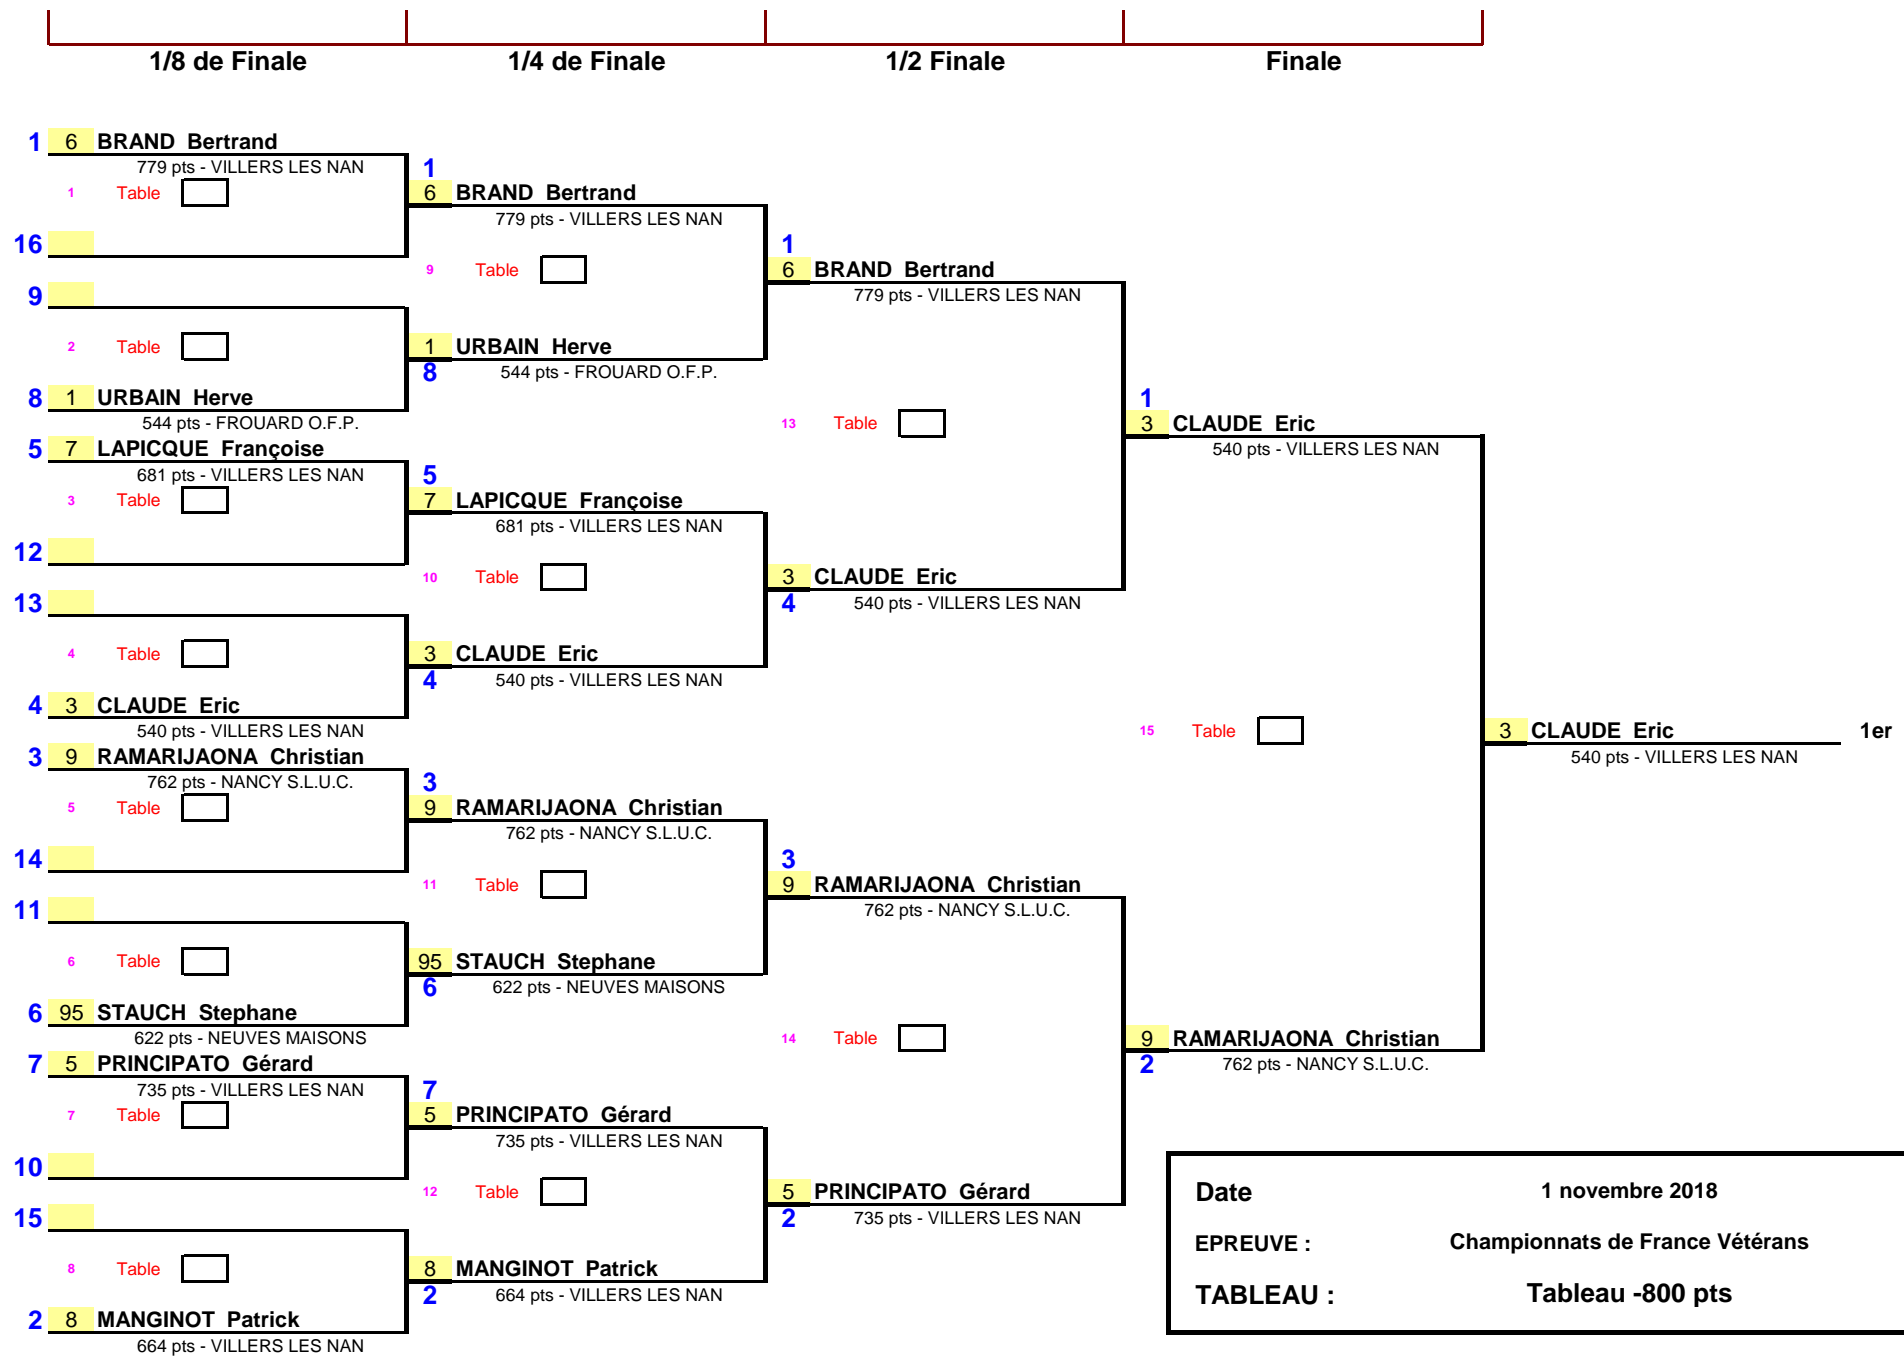 1/8 de Finale 1/4 de Finale 1/2 Finale Finale
1 6 BRAND Bertrand
779 pts - VILLERS LES NAN
1 Table
16
9
2 Table
8 1 URBAIN Herve
544 pts - FROUARD O.F.P.
5 7 LAPICQUE Françoise
681 pts - VILLERS LES NAN
3 Table
12
13
4 Table
4 3 CLAUDE Eric
540 pts - VILLERS LES NAN
3 9 RAMARIJAONA Christian
762 pts - NANCY S.L.U.C.
5 Table
14
11
6 Table
6 95 STAUCH Stephane
622 pts - NEUVES MAISONS
7 5 PRINCIPATO Gérard
735 pts - VILLERS LES NAN
7 Table
10
15
8 Table
2 8 MANGINOT Patrick
664 pts - VILLERS LES NAN
1
6 BRAND Bertrand
779 pts - VILLERS LES NAN
9 Table
1 URBAIN Herve
8 544 pts - FROUARD O.F.P.
5
7 LAPICQUE Françoise
681 pts - VILLERS LES NAN
10 Table
3 CLAUDE Eric
4 540 pts - VILLERS LES NAN
3
9 RAMARIJAONA Christian
762 pts - NANCY S.L.U.C.
11 Table
95 STAUCH Stephane
6 622 pts - NEUVES MAISONS
7
5 PRINCIPATO Gérard
735 pts - VILLERS LES NAN
12 Table
8 MANGINOT Patrick
2 664 pts - VILLERS LES NAN
1
6 BRAND Bertrand
779 pts - VILLERS LES NAN
13 Table
3 CLAUDE Eric
4 540 pts - VILLERS LES NAN
3
9 RAMARIJAONA Christian
762 pts - NANCY S.L.U.C.
14 Table
5 PRINCIPATO Gérard
2 735 pts - VILLERS LES NAN
1
3 CLAUDE Eric
540 pts - VILLERS LES NAN
15 Table
9 RAMARIJAONA Christian
2 762 pts - NANCY S.L.U.C.
3 CLAUDE Eric 1er
540 pts - VILLERS LES NAN
Date 1 novembre 2018
EPREUVE : Championnats de France Vétérans
TABLEAU : Tableau -800 pts